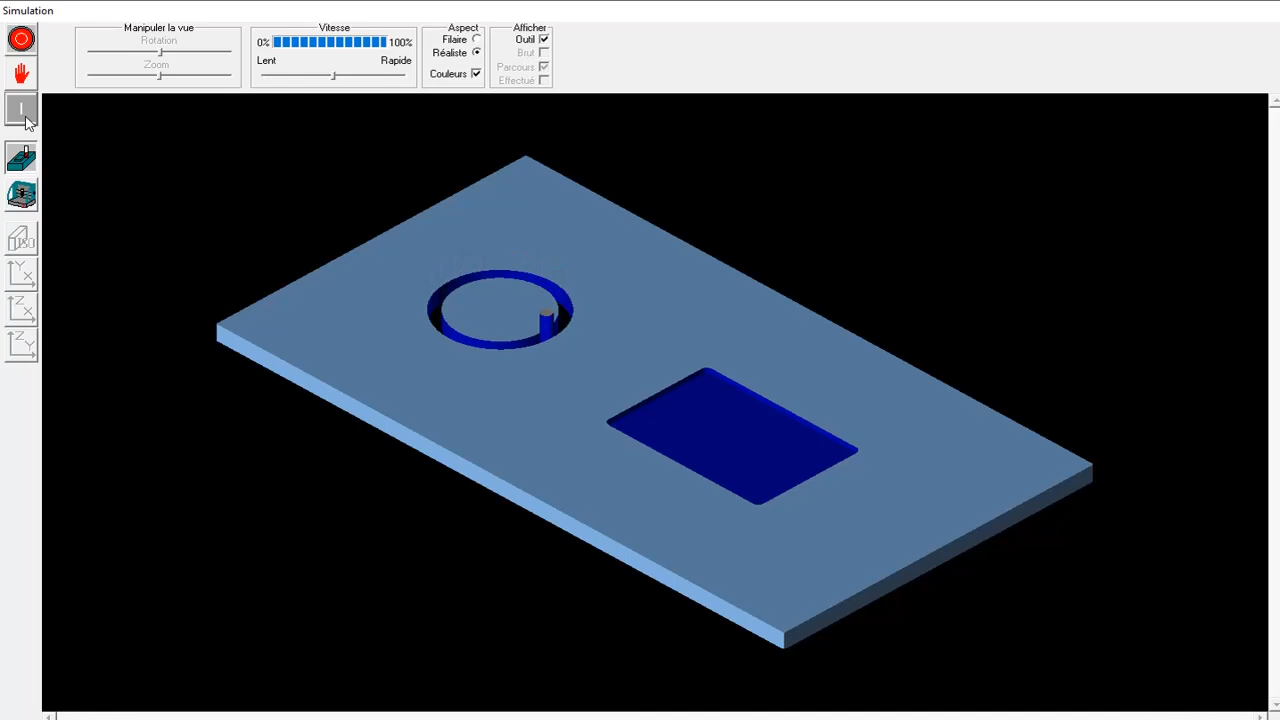 Simulation
Manipuler la vue
Rotation
Zoom
Vitesse
0% 100%
Lent Rapide
Aspect
Filaire
Réaliste
Couleurs
Afficher
Outil
Brut
Parcours
Effectué
I
ISO
Y X
Z X
Z Y